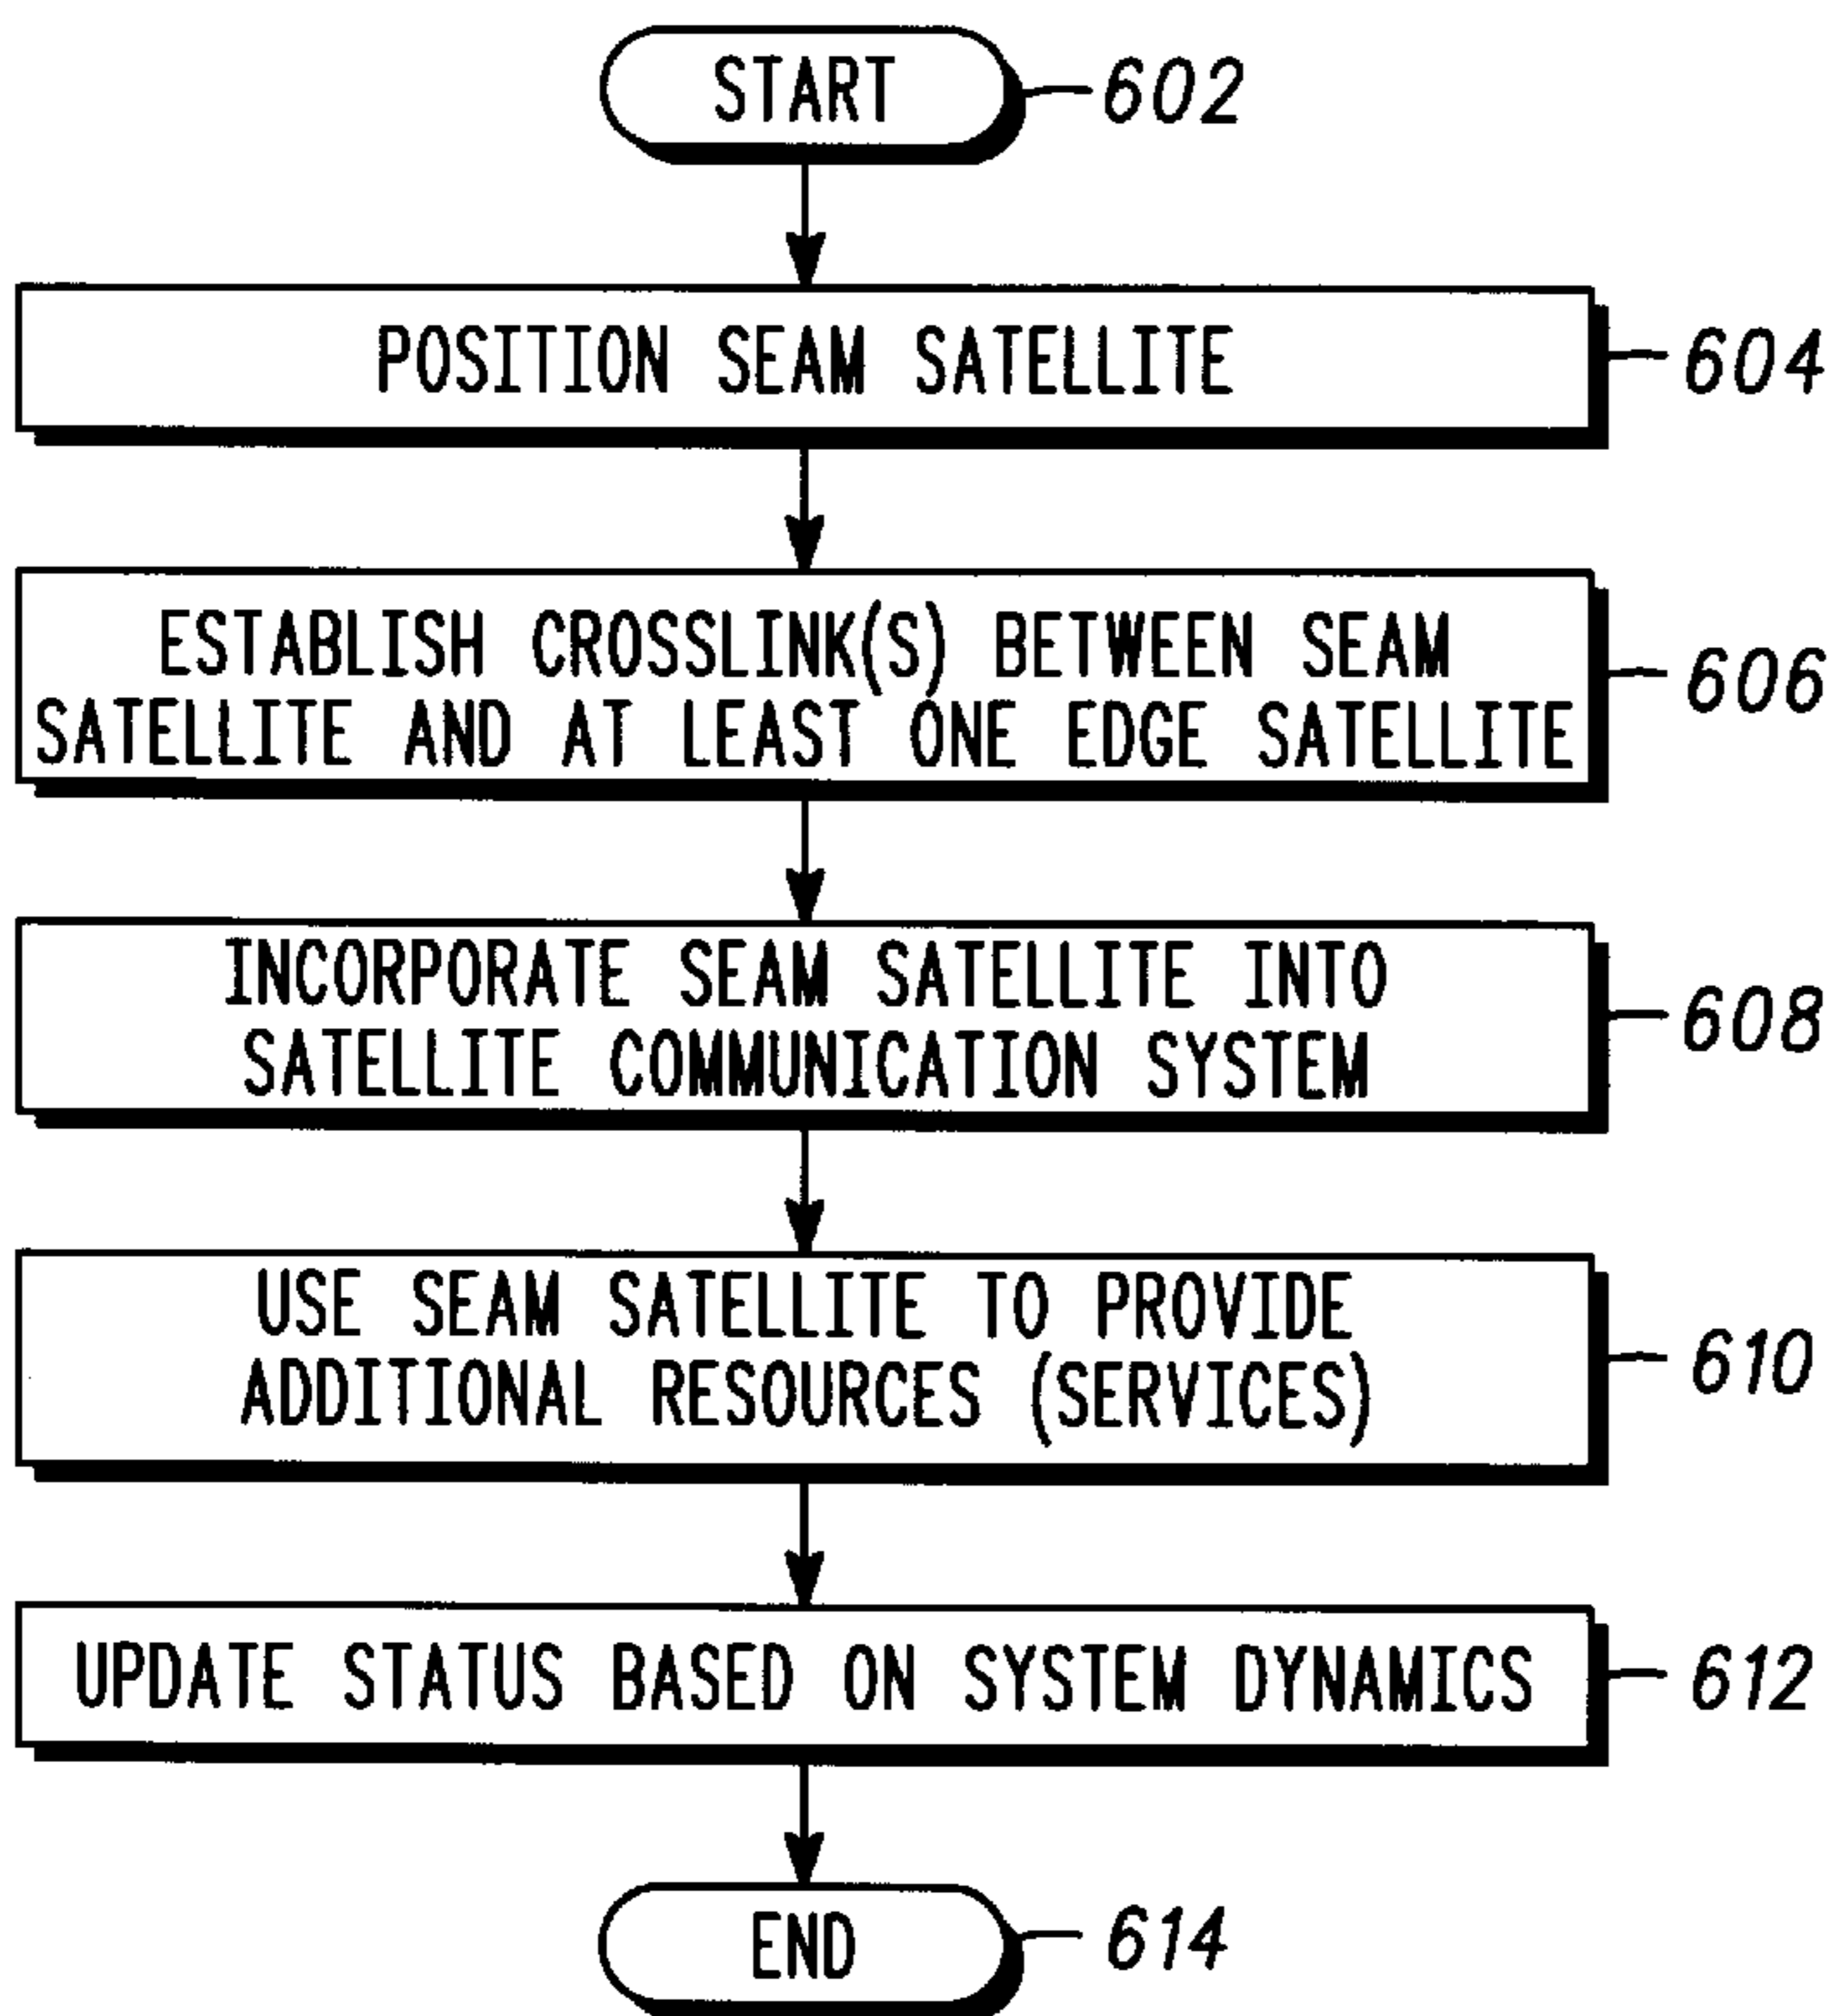 START
602
POSITION SEAM SATELLITE
604
ESTABLISH CROSSLINK(S) BETWEEN SEAM
SATELLITE AND AT LEAST ONE EDGE SATELLITE
606
INCORPORATE SEAM SATELLITE INTO
SATELLITE COMMUNICATION SYSTEM
608
USE SEAM SATELLITE TO PROVIDE
ADDITIONAL RESOURCES (SERVICES)
610
UPDATE STATUS BASED ON SYSTEM DYNAMICS
612
END
614